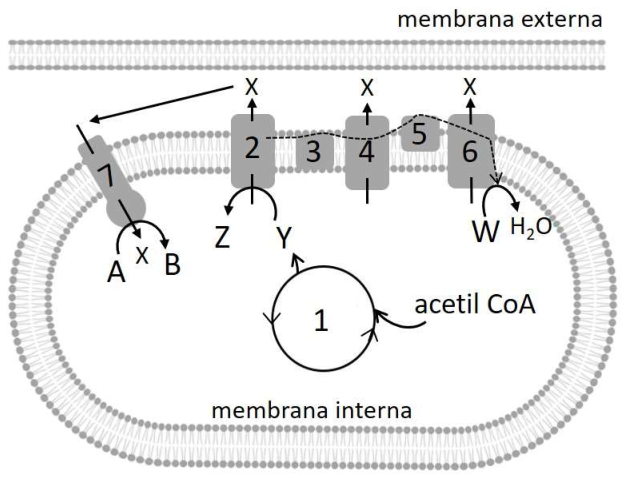 membrana externa
X X X
2 3 4 5 6
7
Z Y W H₂O
A X B
1 acetil CoA
membrana interna